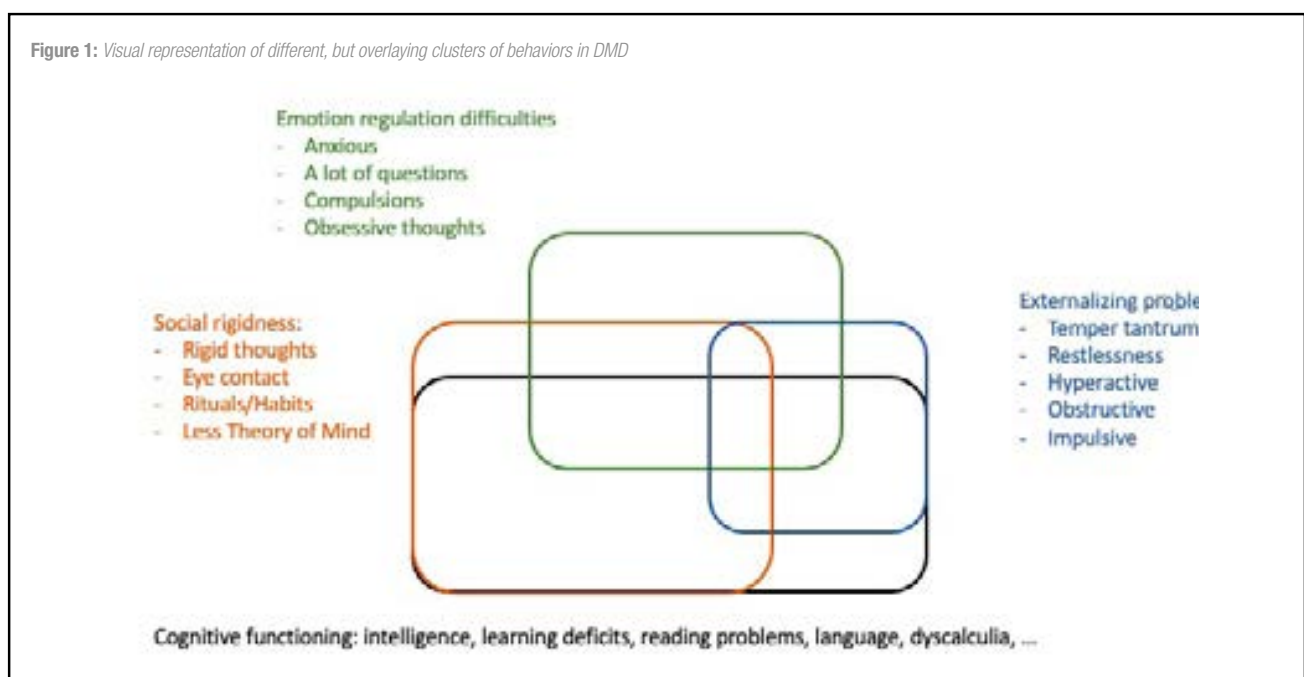 Figure 1: Visual representation of different, but overlaying clusters of behaviors in DMD
Emotion regulation difficulties
- Anxious
- A lot of questions
- Compulsions
- Obsessive thoughts
Social rigidness:
- Rigid thoughts
- Eye contact
- Rituals/Habits
- Less Theory of Mind
Externalizing proble
- Temper tantrum
- Restlessness
- Hyperactive
- Obstructive
- Impulsive
Cognitive functioning: intelligence, learning deficits, reading problems, language, dyscalculia, ...